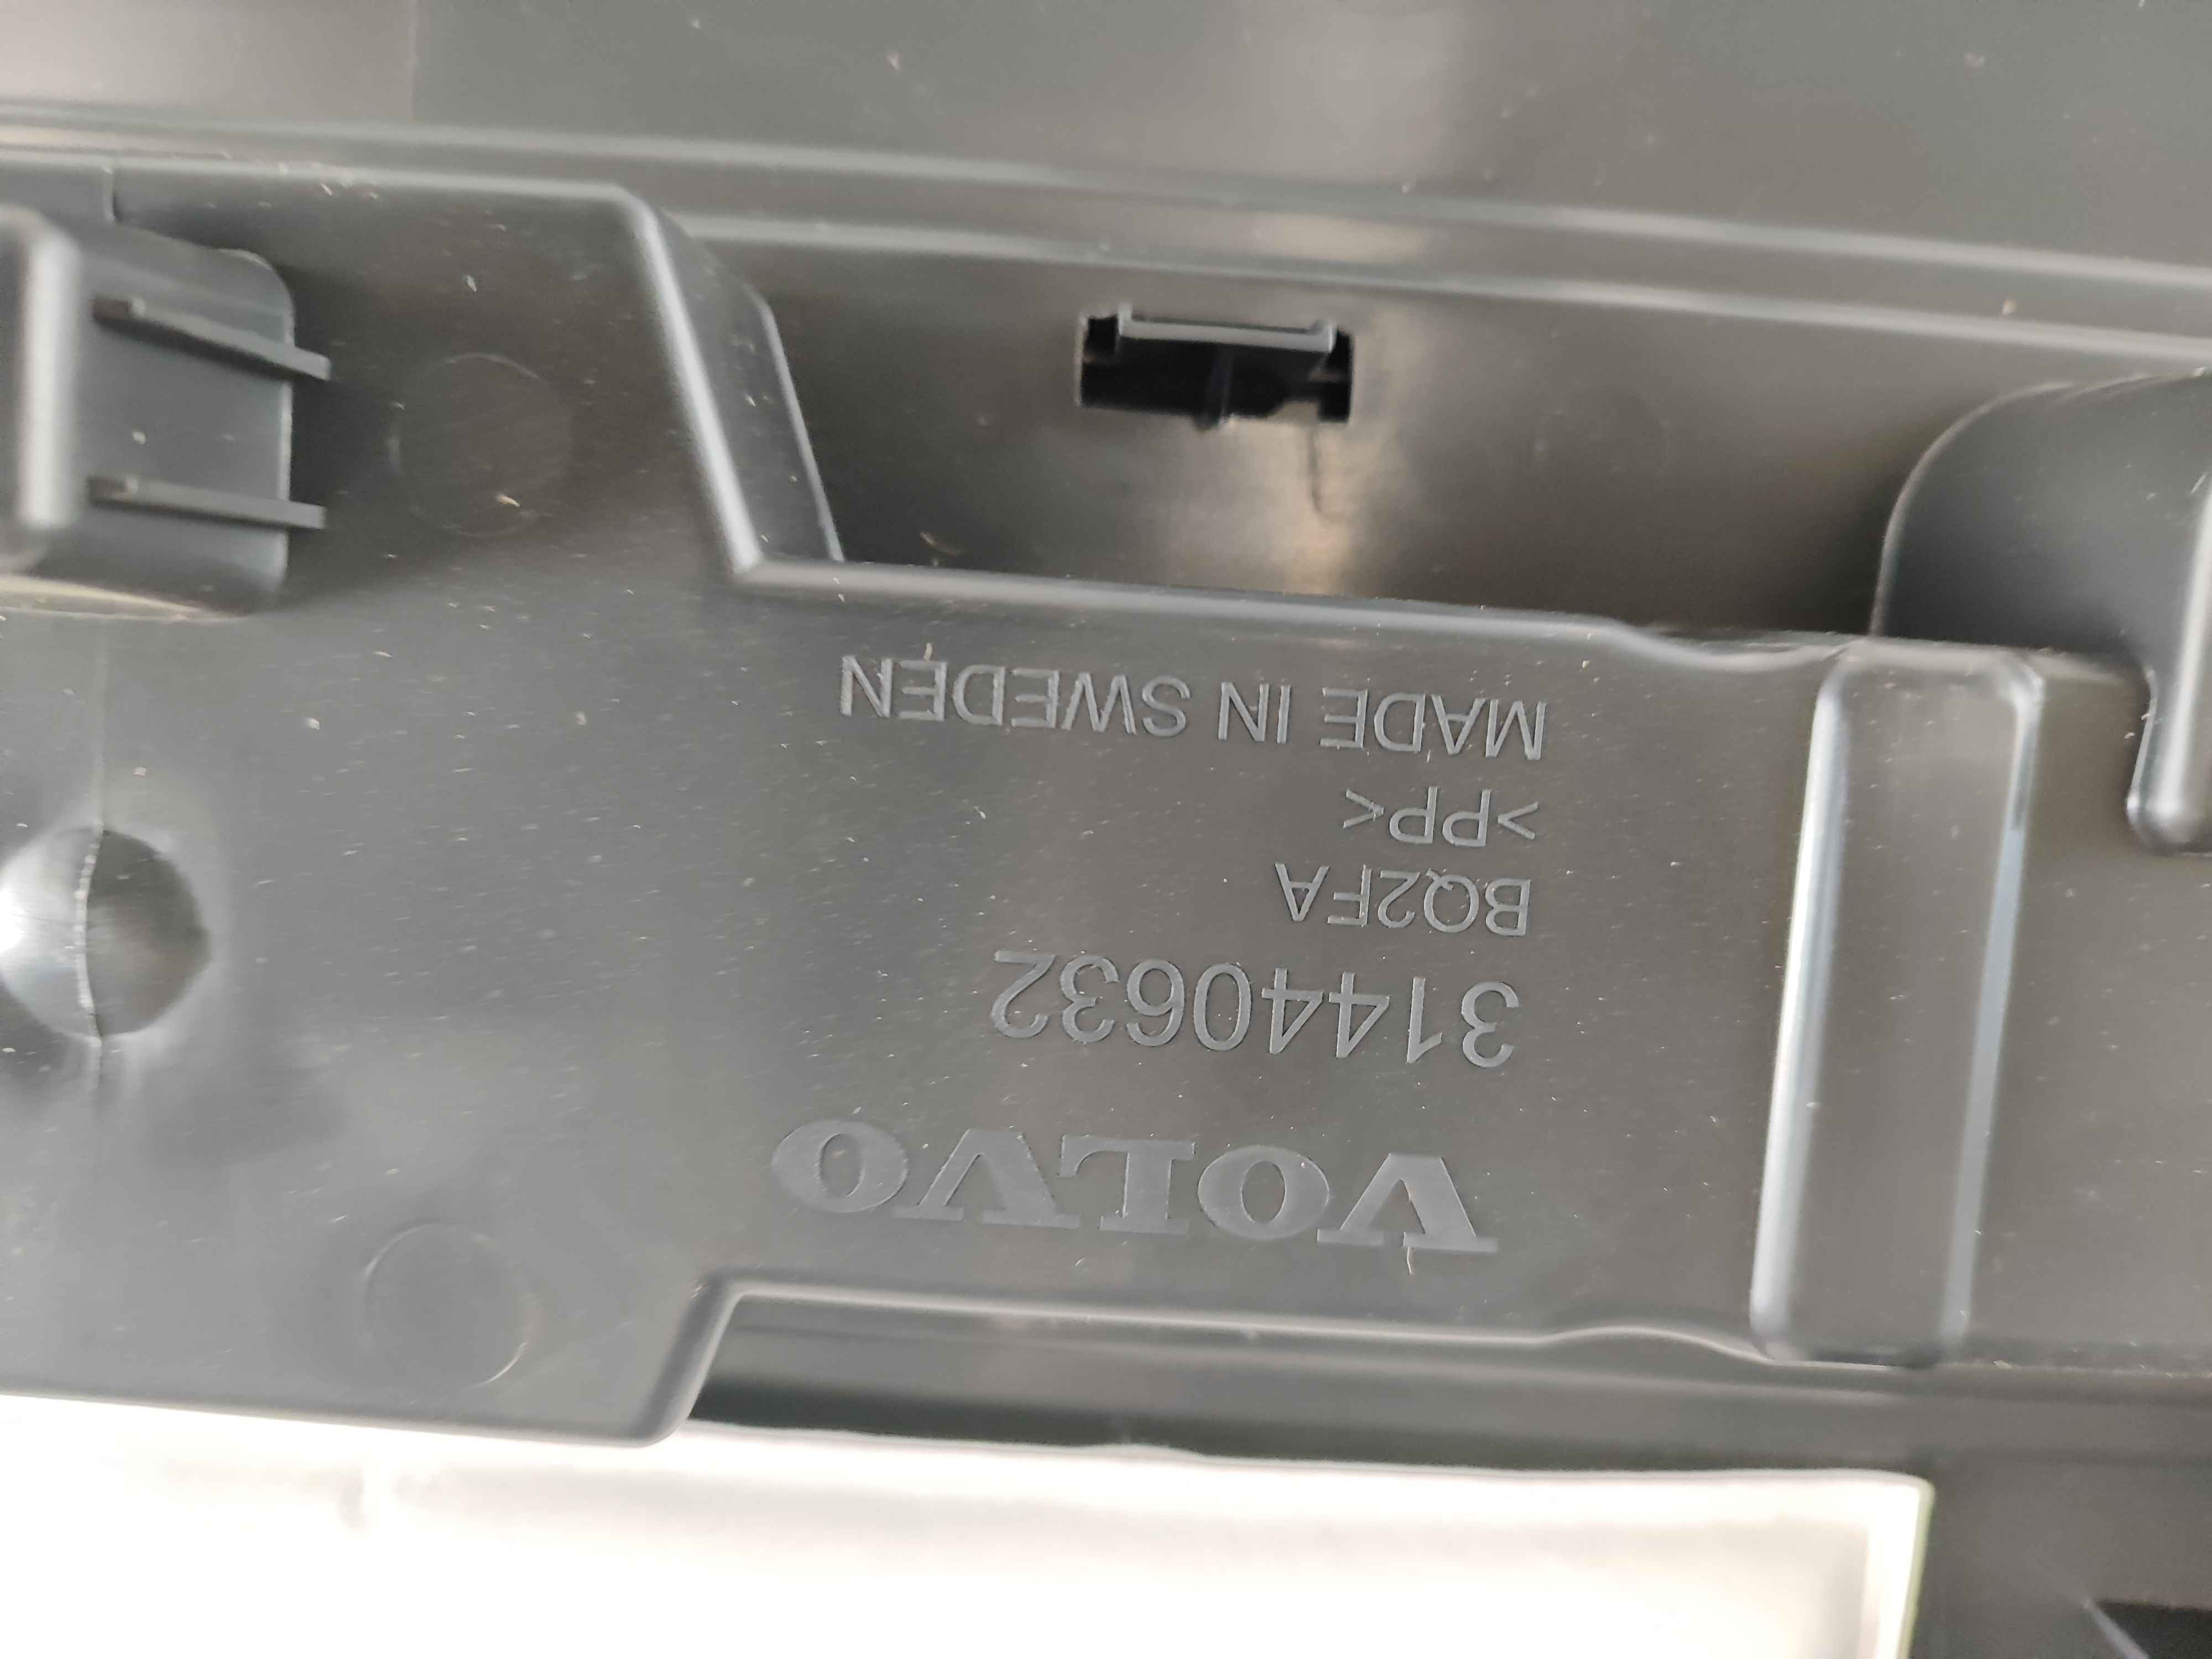 VOLVO
31440632
BQ2FA
>PP<
MADE IN SWEDEN